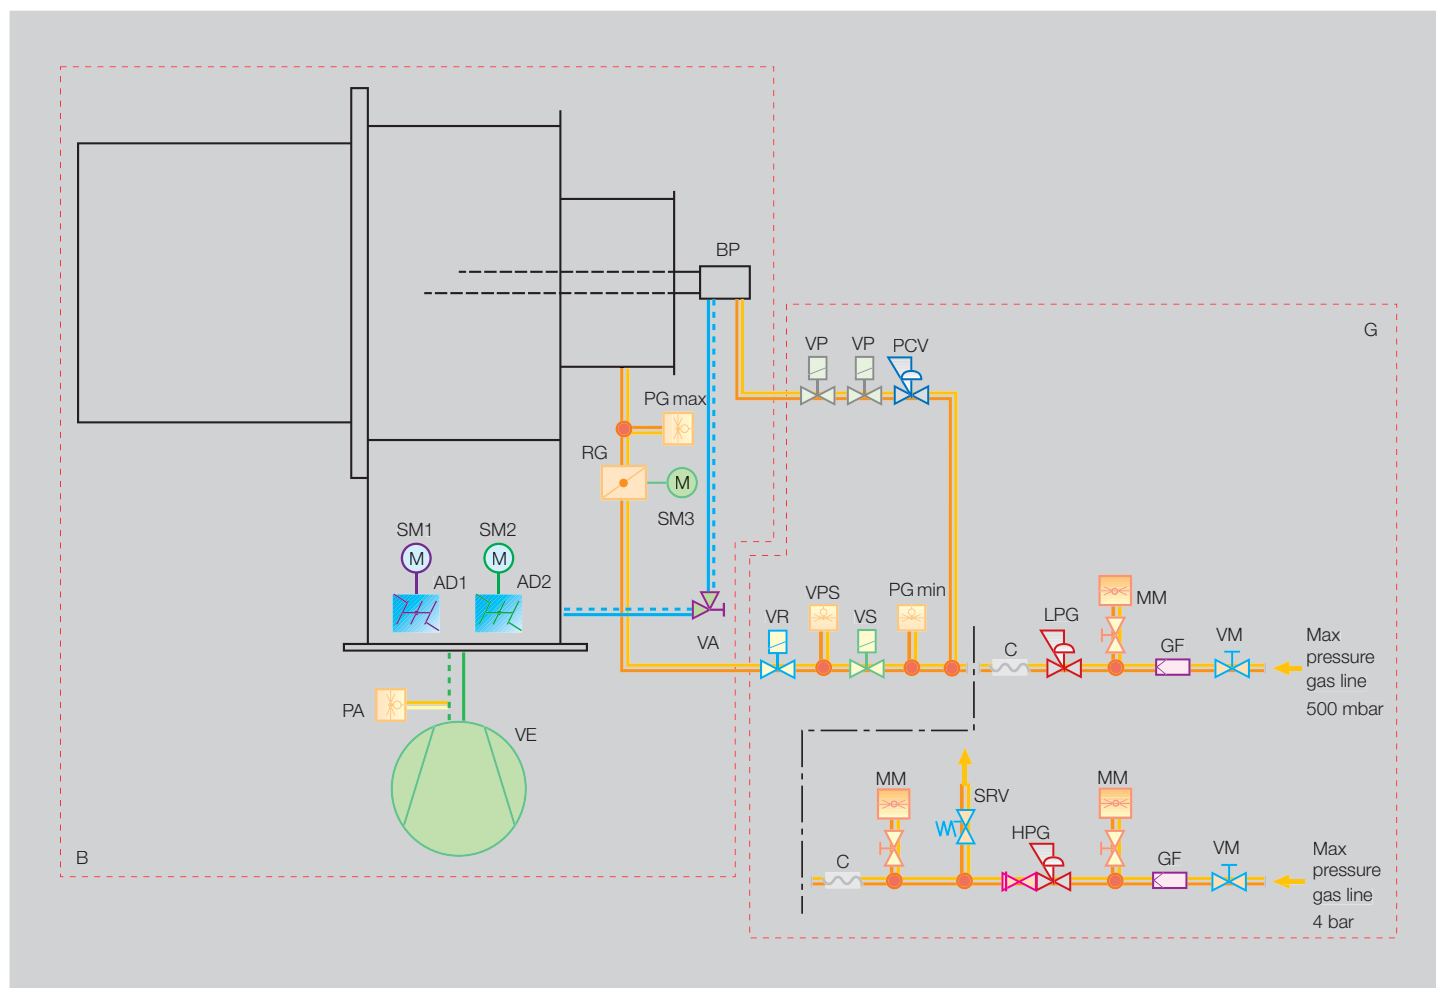 BP
G
VP
VP
PCV
PG max
RG
M
SM3
SM1
SM2
M
M
AD1
AD2
VA
VR
VPS
VS
PG min
C
LPG
MM
GF
VM
Max
pressure
gas line
500 mbar
PA
VE
B
MM
SRV
HPG
MM
C
GF
VM
Max
pressure
gas line
4 bar